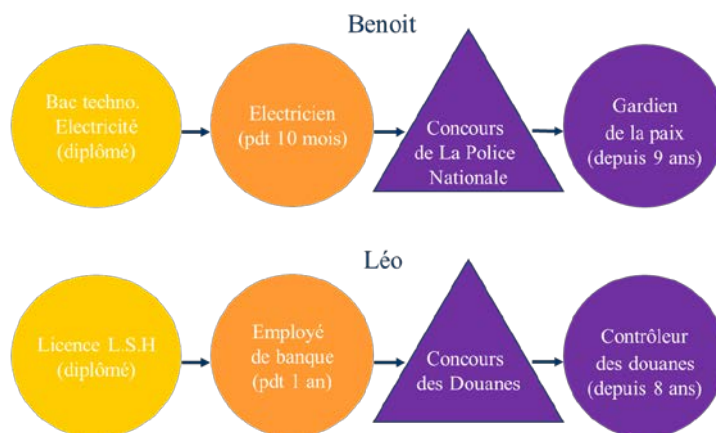 Benoit
Bac techno.
Electricité
(diplômé)
Electricien
(pdt 10 mois)
Concours
de La Police
Nationale
Gardien
de la paix
(depuis 9 ans)
Léo
Licence L.S.H
(diplômé)
Employé
de banque
(pdt 1 an)
Concours
des Douanes
Contrôleur
des douanes
(depuis 8 ans)